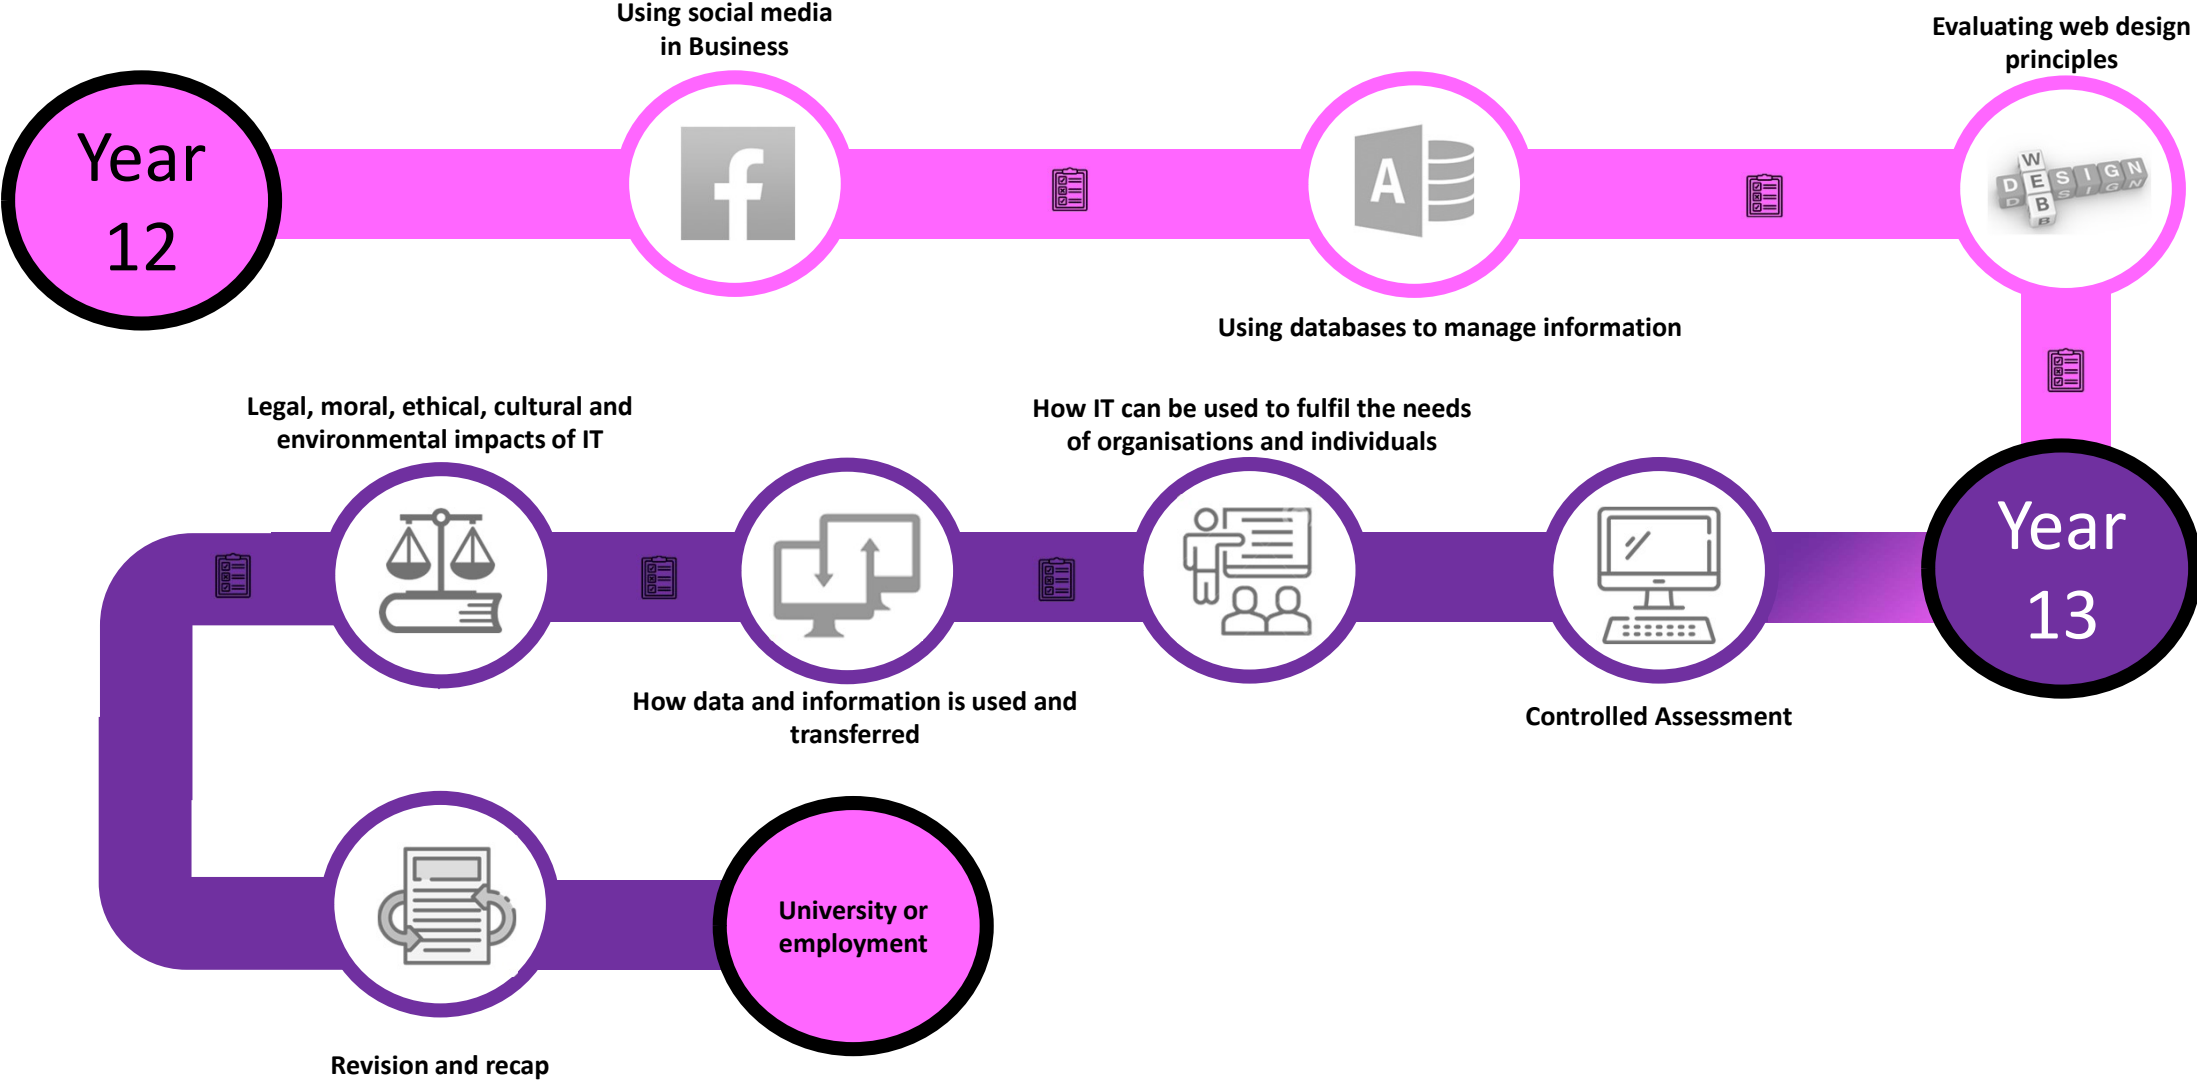 Using social media
in Business
Evaluating web design
principles
Year
12
f
A
W
DESIGN
B
Using databases to manage information
Legal, moral, ethical, cultural and
environmental impacts of IT
How IT can be used to fulfil the needs
of organisations and individuals
Year
13
How data and information is used and
transferred
Controlled Assessment
University or
employment
Revision and recap